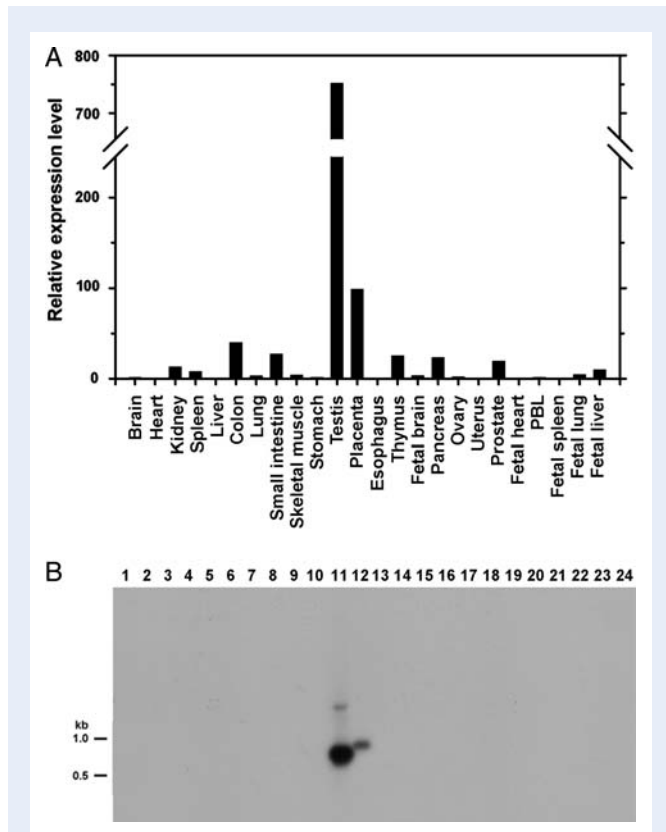 A
Relative expression level
800
700
200
100
0
Brain
Heart
Kidney
Spleen
Liver
Colon
Lung
Small intestine
Skeletal muscle
Stomach
Testis
Placenta
Esophagus
Thymus
Fetal brain
Pancreas
Ovary
Uterus
Prostate
Fetal heart
PBL
Fetal spleen
Fetal lung
Fetal liver
B
1 2 3 4 5 6 7 8 9 10 11 12 13 14 15 16 17 18 19 20 21 22 23 24
kb
1.0
0.5